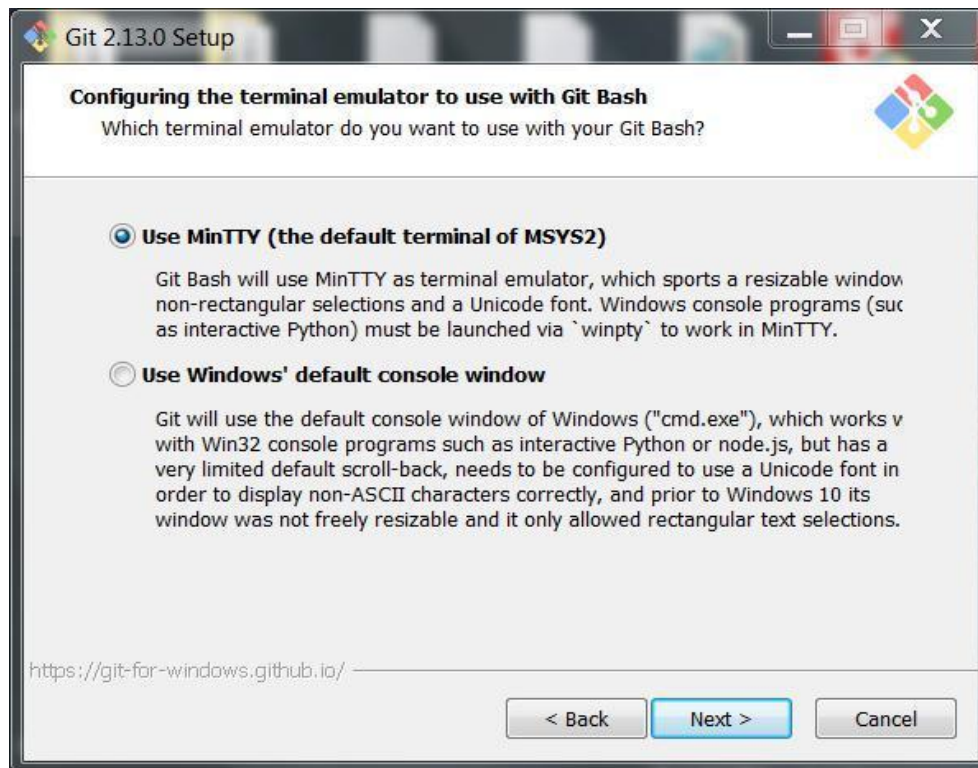 Git 2.13.0 Setup
Configuring the terminal emulator to use with Git Bash
Which terminal emulator do you want to use with your Git Bash?
Use MinTTY (the default terminal of MSYS2)
Git Bash will use MinTTY as terminal emulator, which sports a resizable window
non-rectangular selections and a Unicode font. Windows console programs (suc
as interactive Python) must be launched via `winpty` to work in MinTTY.
Use Windows' default console window
Git will use the default console window of Windows ("cmd.exe"), which works w
with Win32 console programs such as interactive Python or node.js, but has a
very limited default scroll-back, needs to be configured to use a Unicode font in
order to display non-ASCII characters correctly, and prior to Windows 10 its
window was not freely resizable and it only allowed rectangular text selections.
https://git-for-windows.github.io/
< Back Next > Cancel